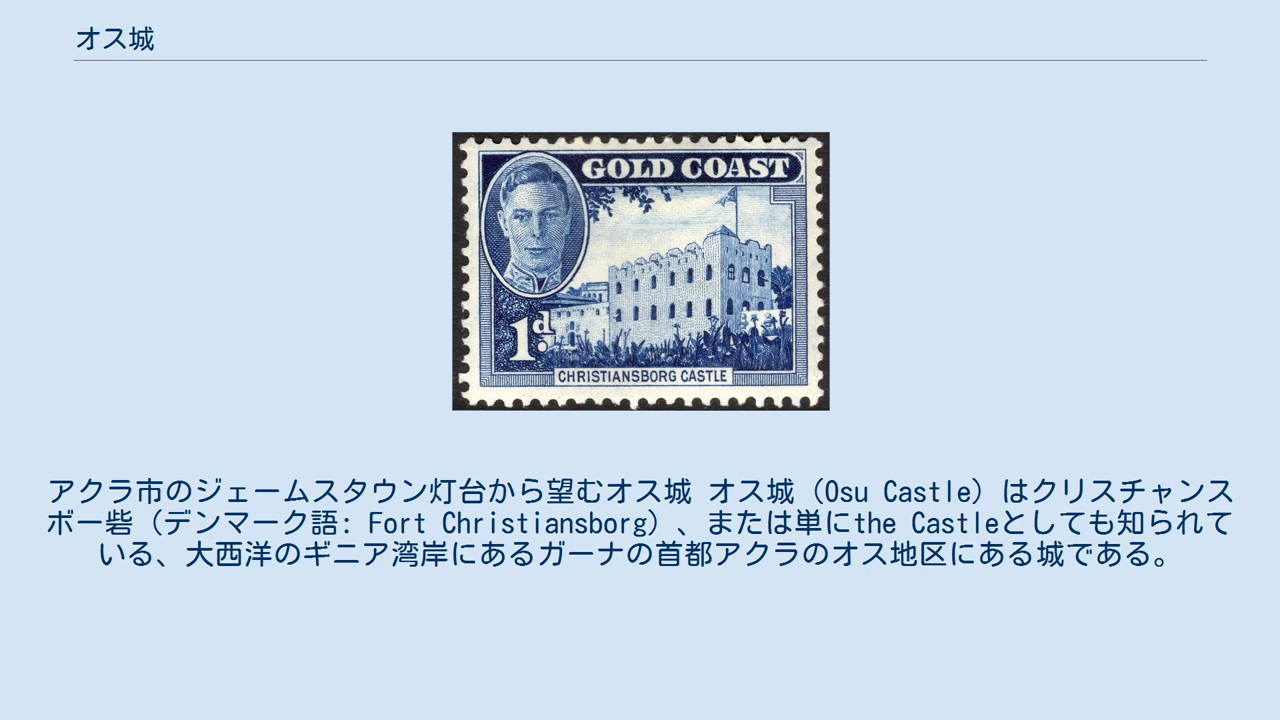 オス城
GOLD COAST
1d
CHRISTIANSBORG CASTLE
アクラ市のジェームスタウン灯台から望むオス城 オス城（Osu Castle）はクリスチャンス
ボー砦（デンマーク語: Fort Christiansborg）、または単にthe Castleとしても知られて
いる、大西洋のギニア湾岸にあるガーナの首都アクラのオス地区にある城である。